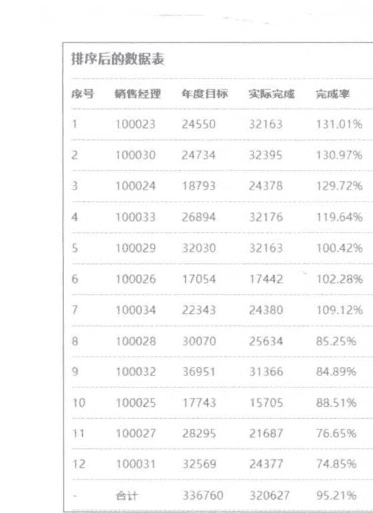 排序后的数据表
序号 销售经理 年度目标 实际完成 完成率
1 100023 24550 32163 131.01%
2 100030 24734 32395 130.97%
3 100024 18793 24378 129.72%
4 100033 26894 32176 119.64%
5 100029 32030 32163 100.42%
6 100026 17054 17442 102.28%
7 100034 22343 24380 109.12%
8 100028 30070 25634 85.25%
9 100032 36951 31366 84.89%
10 100025 17743 15705 88.51%
11 100027 28295 21687 76.65%
12 100031 32569 24377 74.85%
- 合计 336760 320627 95.21%